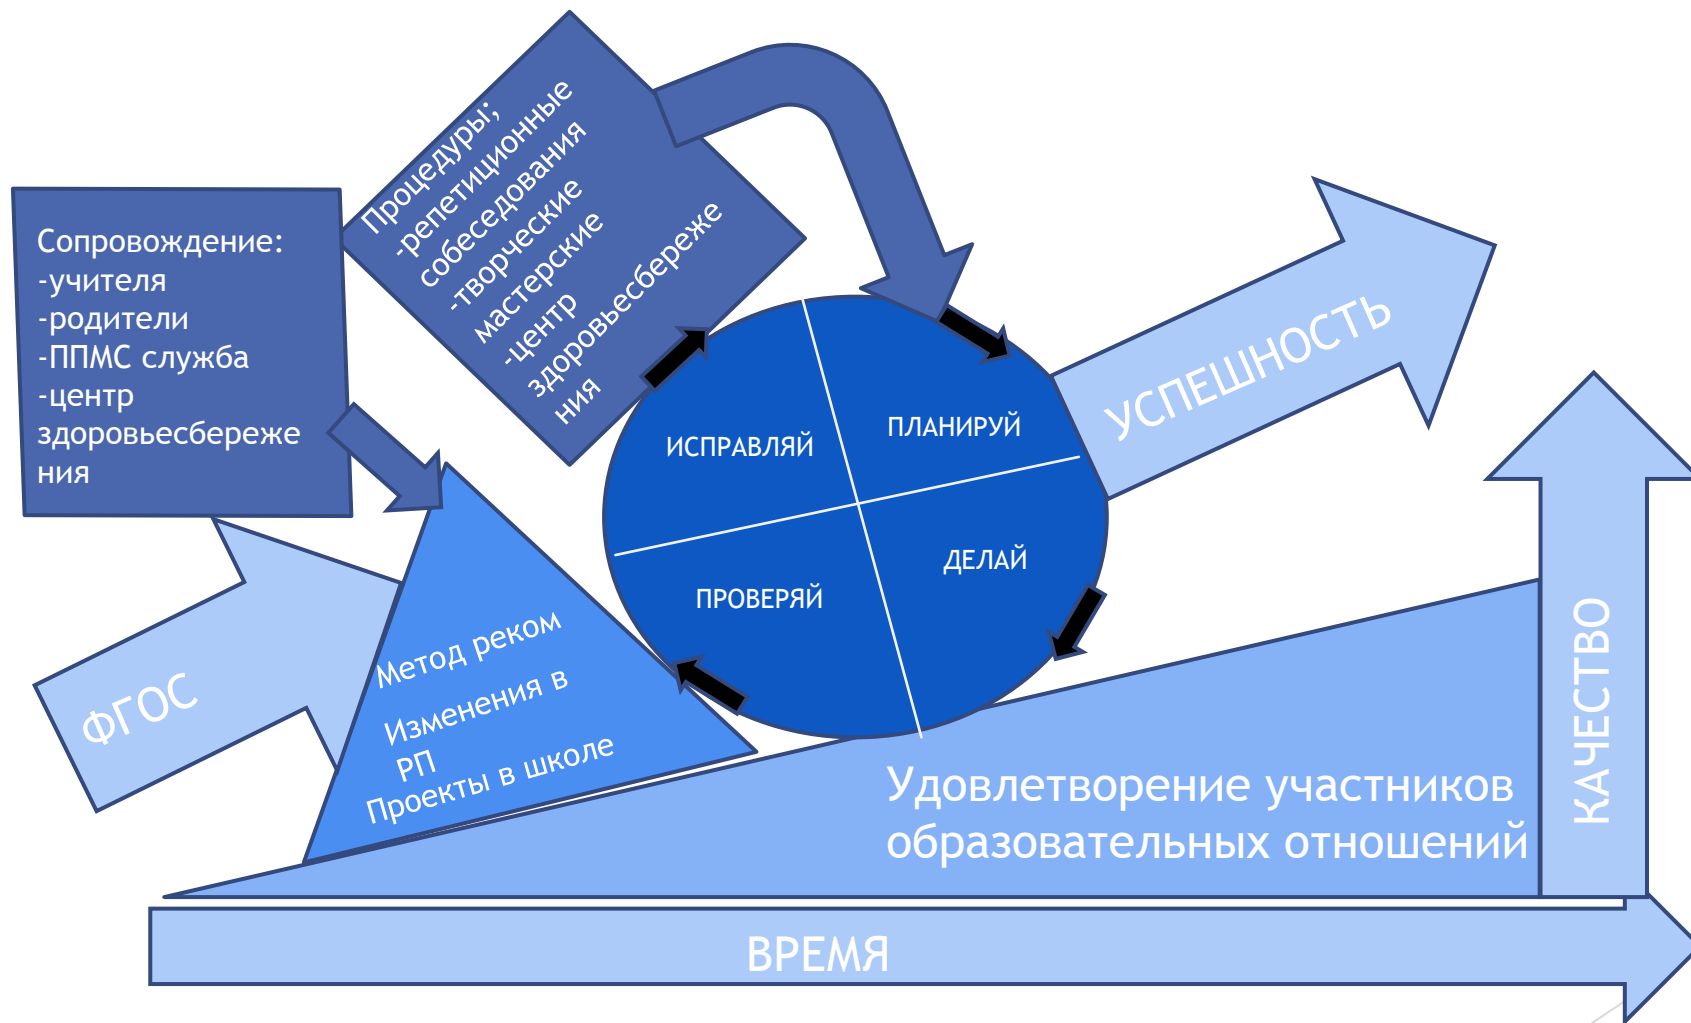 Процедуры;
-репетиционные
собеседования
-творческие
мастерские
-центр
здоровьесбереже
ния
Сопровождение:
-учителя
-родители
-ППМС служба
-центр
здоровьесбереже
ния
УСПЕШНОСТЬ
ИСПРАВЛЯЙ
ПЛАНИРУЙ
ПРОВЕРЯЙ
ДЕЛАЙ
ФГОС
Метод реком
Изменения в
РП
Проекты в школе
Удовлетворение участников
образовательных отношений
КАЧЕСТВО
ВРЕМЯ